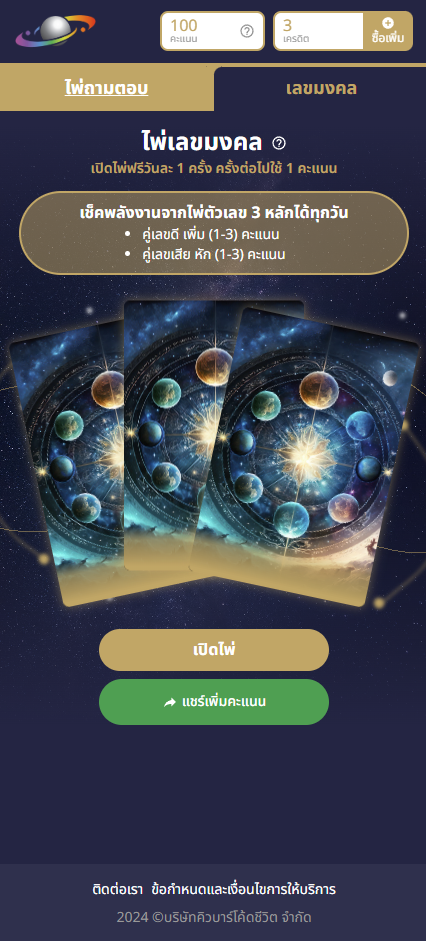 100
คะแนน
3
เครดิต
ซื้อเพิ่ม
ไพ่ถามตอบ
เลขมงคล
ไพ่เลขมงคล
เปิดไพ่ฟรีวันละ 1 ครั้ง ครั้งต่อไปใช้ 1 คะแนน
เช็คพลังงานจากไพ่ตัวเลข 3 หลักได้ทุกวัน
• คู่เลขดี เพิ่ม (1-3) คะแนน
• คู่เลขเสีย หัก (1-3) คะแนน
เปิดไพ่
แชร์เพิ่มคะแนน
ติดต่อเรา ข้อกำหนดและเงื่อนไขการให้บริการ
2024 ©บริษัทคิวบาร์โค้ดชีวิต จำกัด